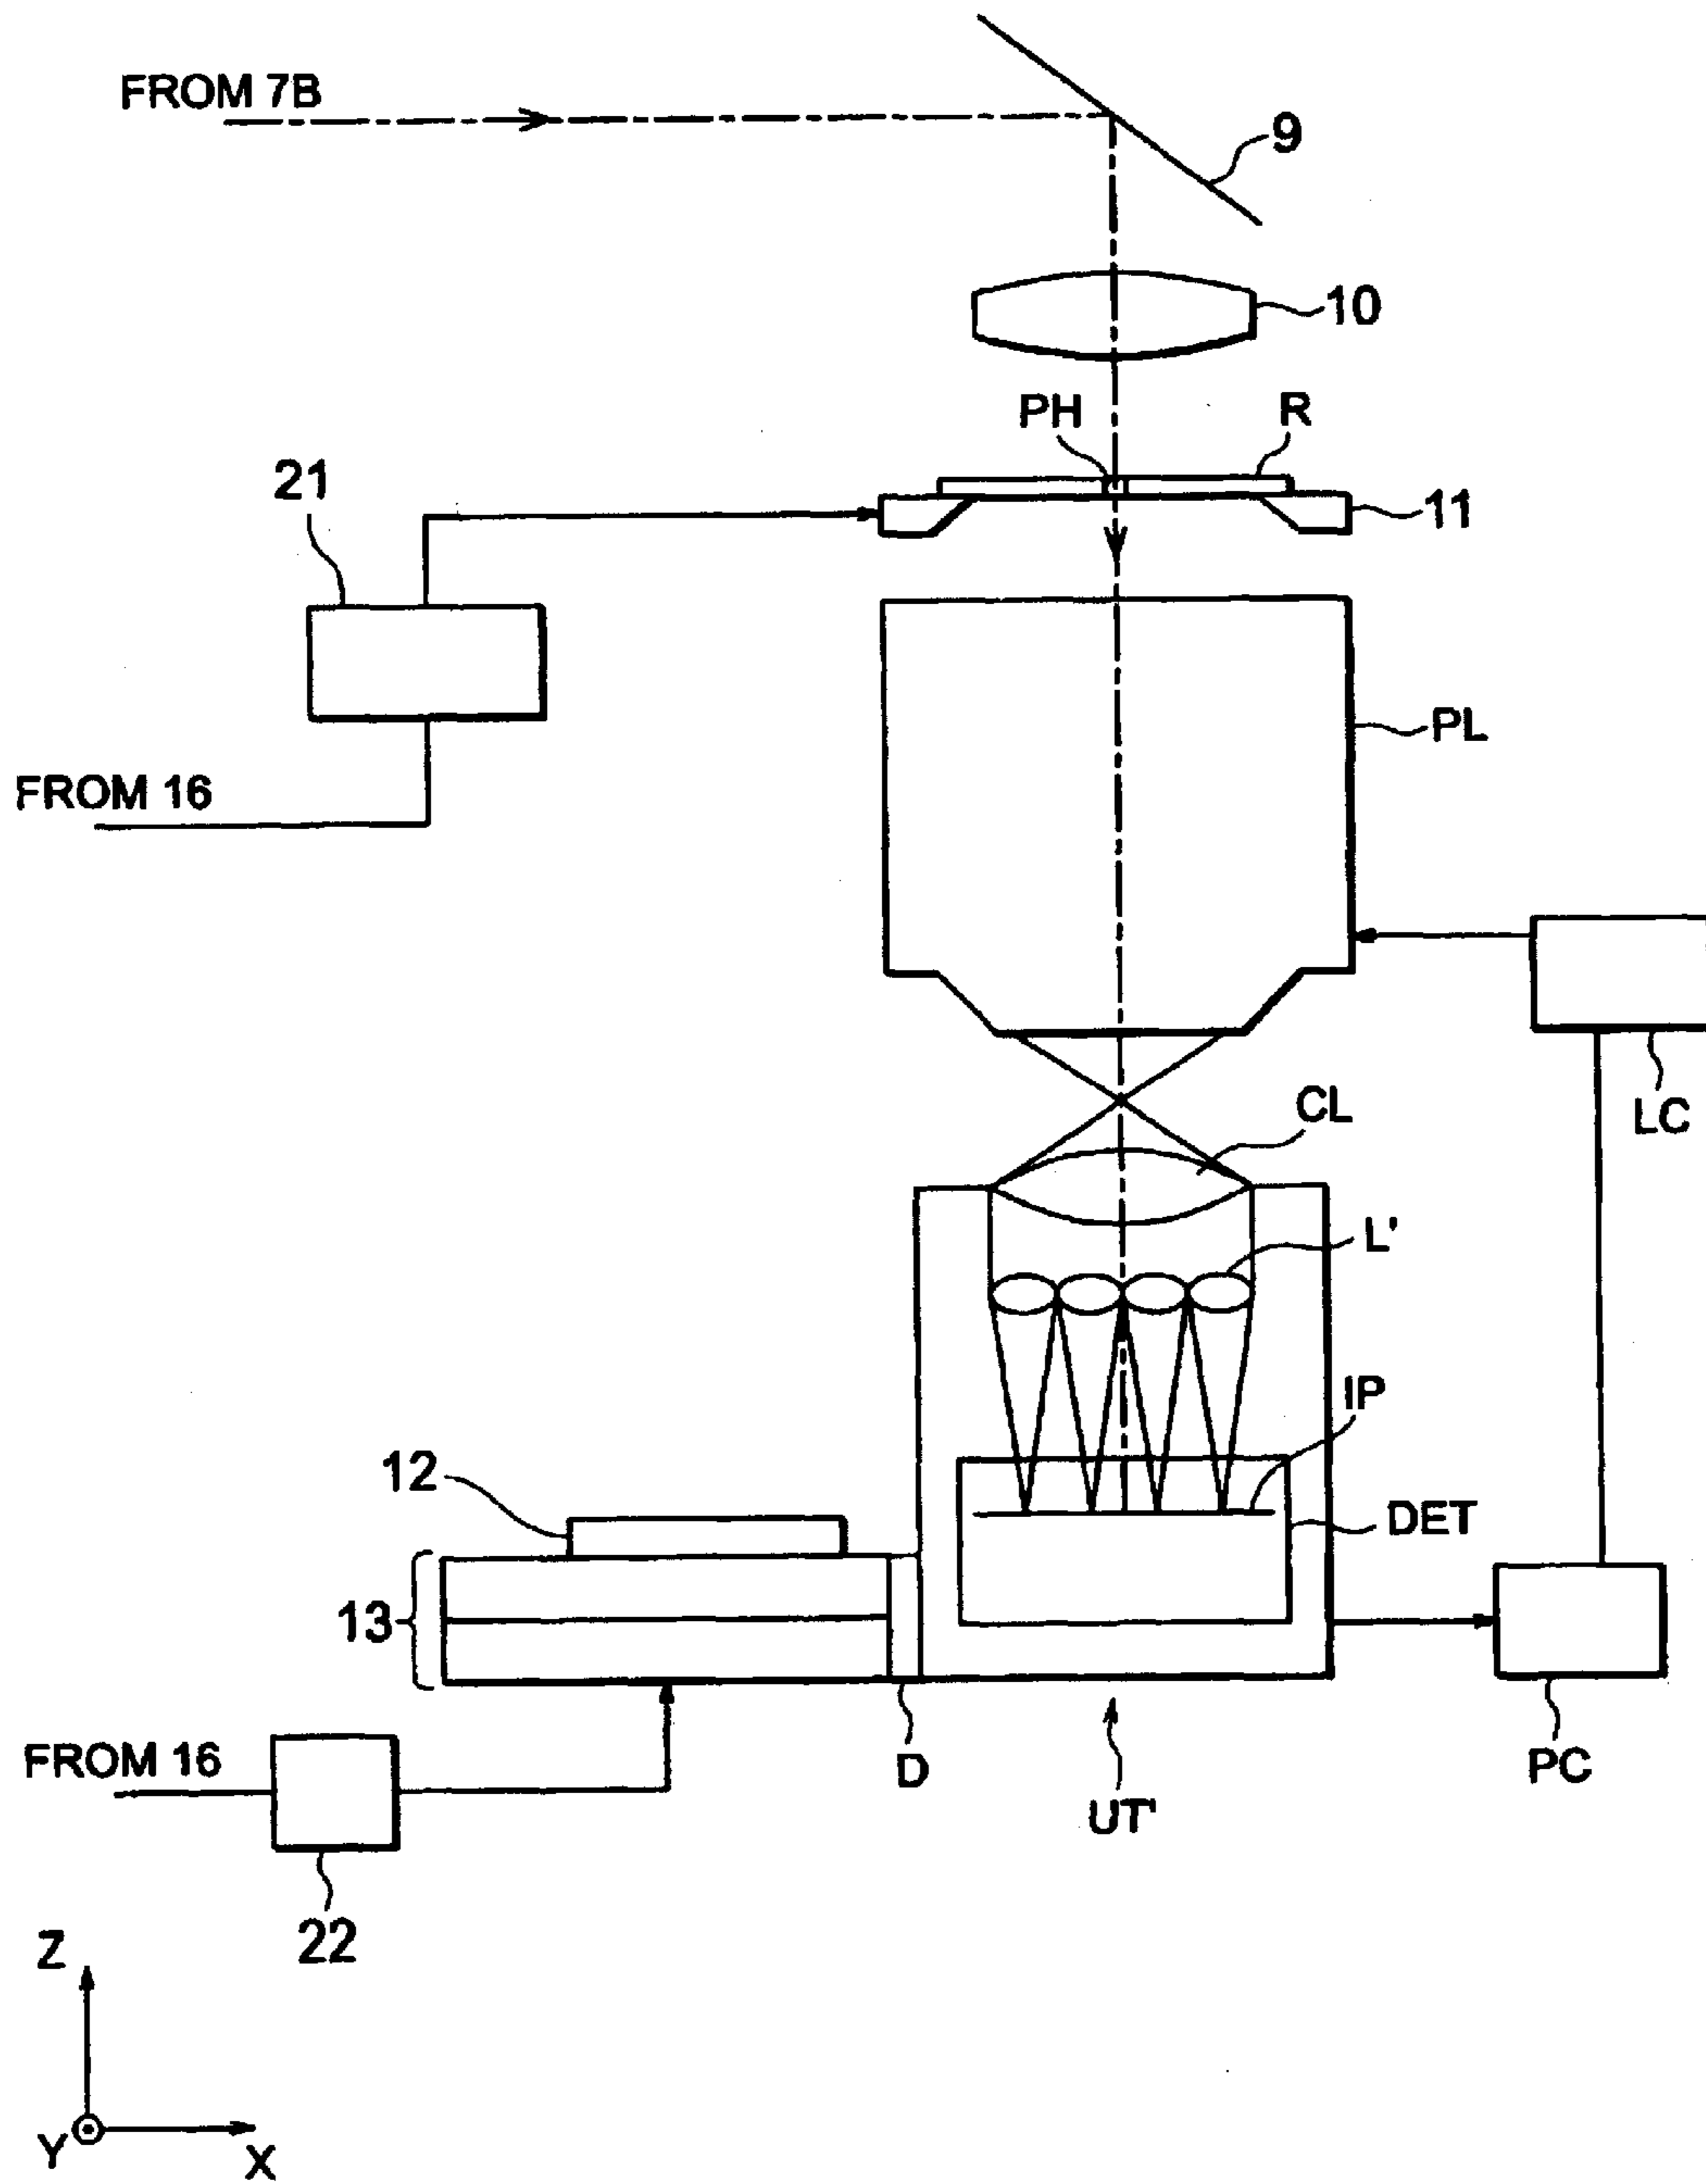 FROM 7B
9
10
PH
R
21
11
PL
FROM 16
CL
LC
L'
IP
12
DET
13
FROM 16
D
PC
UT'
22
Z
Y
X